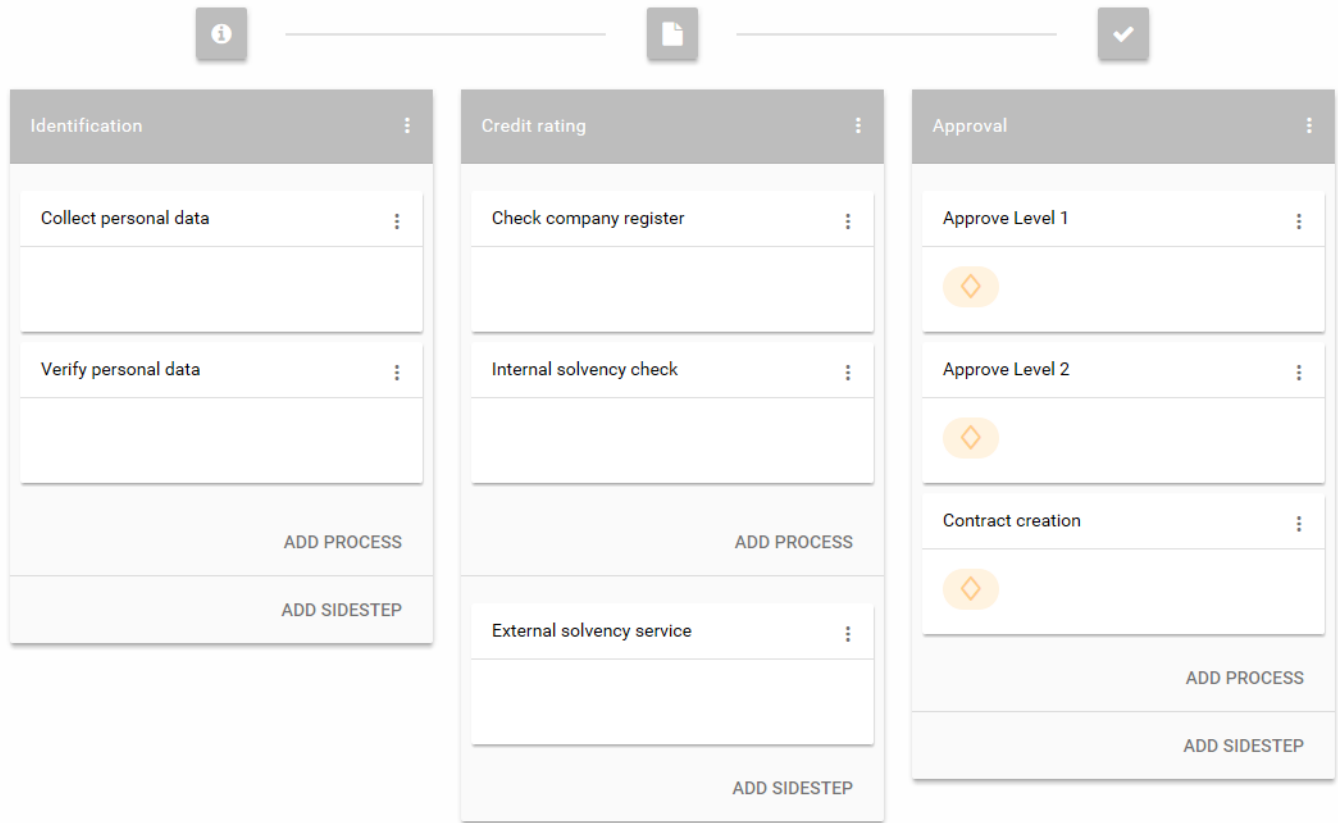 Identification
Collect personal data
Verify personal data
ADD PROCESS
ADD SIDESTEP
Credit rating
Check company register
Internal solvency check
ADD PROCESS
External solvency service
ADD SIDESTEP
Approval
Approve Level 1
Approve Level 2
Contract creation
ADD PROCESS
ADD SIDESTEP